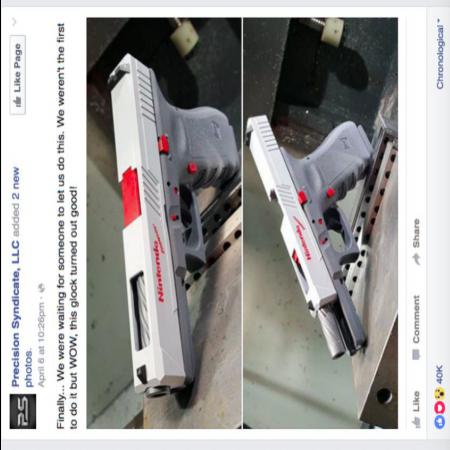 Precision Syndicate, LLC added 2 new
photos.
April 6 at 10:26pm ·
Like Page
Finally... We were waiting for someone to let us do this. We weren't the first
to do it but WOW, this glock turned out good!
Nintendo
Nintendo
Like
Comment
Share
40K
Chronological
PS